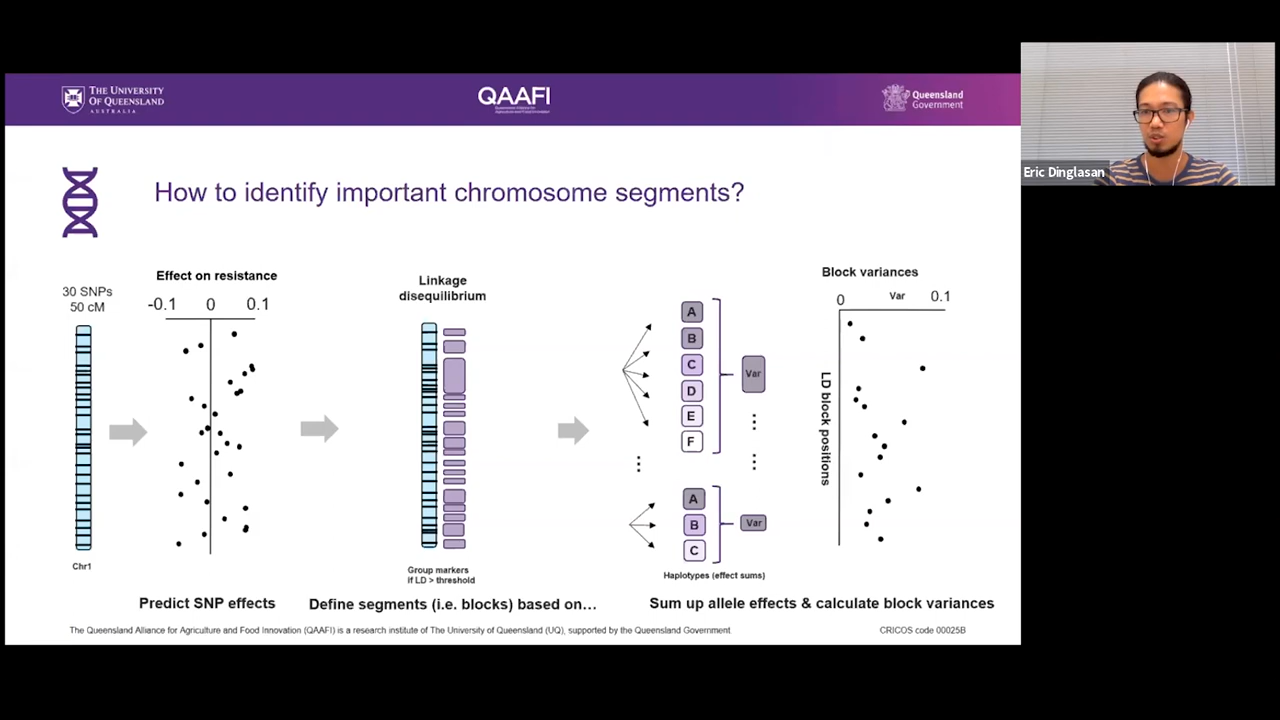 THE UNIVERSITY
OF QUEENSLAND
AUSTRALIA
QAAFI
Queensland
Government
Eric Dinglasan
How to identify important chromosome segments?
30 SNPs
50 cM
Chr1
Effect on resistance
-0.1 0 0.1
Predict SNP effects
Linkage
disequilibrium
Group markers
if LD > threshold
Define segments (i.e. blocks) based on…
A
B
C
D
E
F
Var
A
B
C
Var
Haplotypes (effect sums)
Block variances
0 Var 0.1
LD block positions
Sum up allele effects & calculate block variances
The Queensland Alliance for Agriculture and Food Innovation (QAAFI) is a research institute of The University of Queensland (UQ), supported by the Queensland Government
CRICOS code 00025B